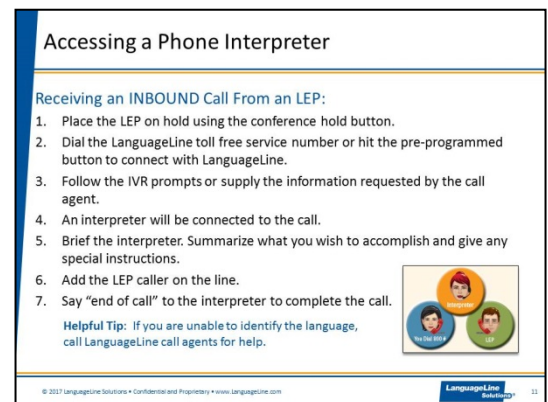 Accessing a Phone Interpreter
Receiving an INBOUND Call From an LEP:
1. Place the LEP on hold using the conference hold button.
2. Dial the LanguageLine toll free service number or hit the pre-programmed
button to connect with LanguageLine.
3. Follow the IVR prompts or supply the information requested by the call
agent.
4. An interpreter will be connected to the call.
5. Brief the interpreter. Summarize what you wish to accomplish and give any
special instructions.
6. Add the LEP caller on the line.
7. Say “end of call” to the interpreter to complete the call.
Helpful Tip: If you are unable to identify the language,
call LanguageLine call agents for help.
Interpreter
You Dial 800 #
LEP
© 2017 LanguageLine Solutions • Confidential and Proprietary • www.LanguageLine.com
LanguageLine
Solutions
11